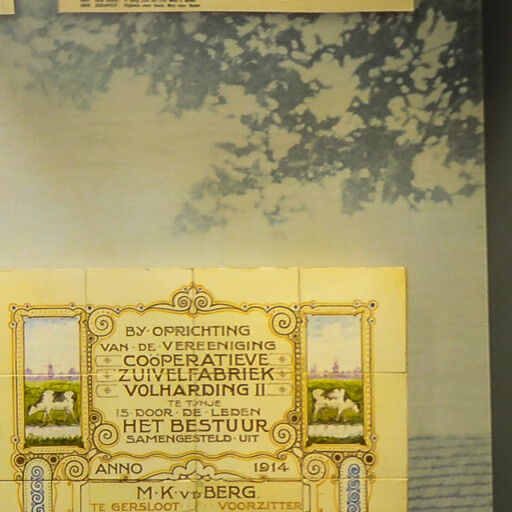 BY·OPRICHTING
VAN·DE·VEREENIGING
COÖPERATIEVE
ZUIVELFABRIEK
VOLHARDING II
TE TYNJE
IS·DOOR·DE·LEDEN
HET BESTUUR
SAMENGESTELD·UIT
ANNO 1914
M·K·VD BERG.
TE GERSLOOT VOORZITTER